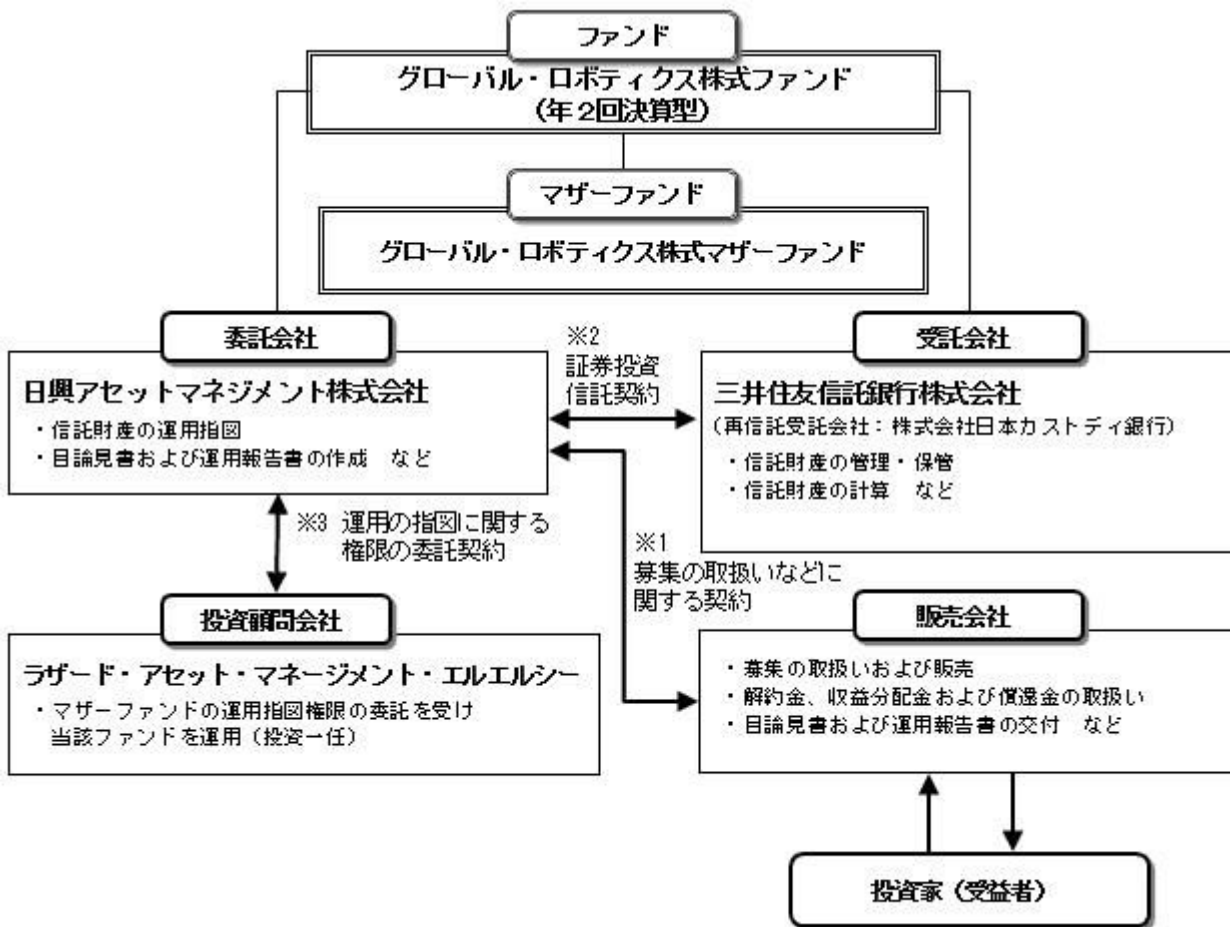 ファンド
グローバル・ロボティクス株式ファンド
(年2回決算型)
マザーファンド
グローバル・ロボティクス株式マザーファンド
委託会社
日興アセットマネジメント株式会社
・信託財産の運用指図
・目論見書および運用報告書の作成 など
※2
証券投資
信託契約
受託会社
三井住友信託銀行株式会社
(再信託受託会社:株式会社日本カストディ銀行)
・信託財産の管理・保管
・信託財産の計算 など
※3 運用の指図に関する
権限の委託契約
※1
募集の取扱いなどに
関する契約
投資顧問会社
ラザード・アセット・マネージメント・エルエルシー
・マザーファンドの運用指図権限の委託を受け
当該ファンドを運用(投資一任)
販売会社
・募集の取扱いおよび販売
・解約金、収益分配金および償還金の取扱い
・目論見書および運用報告書の交付 など
投資家(受益者)